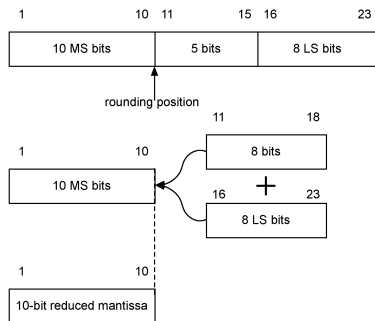 1 10 11 15 16 23
10 MS bits 5 bits 8 LS bits
rounding position
11 18
1 10 8 bits
10 MS bits +
16 23
8 LS bits
1 10
10-bit reduced mantissa